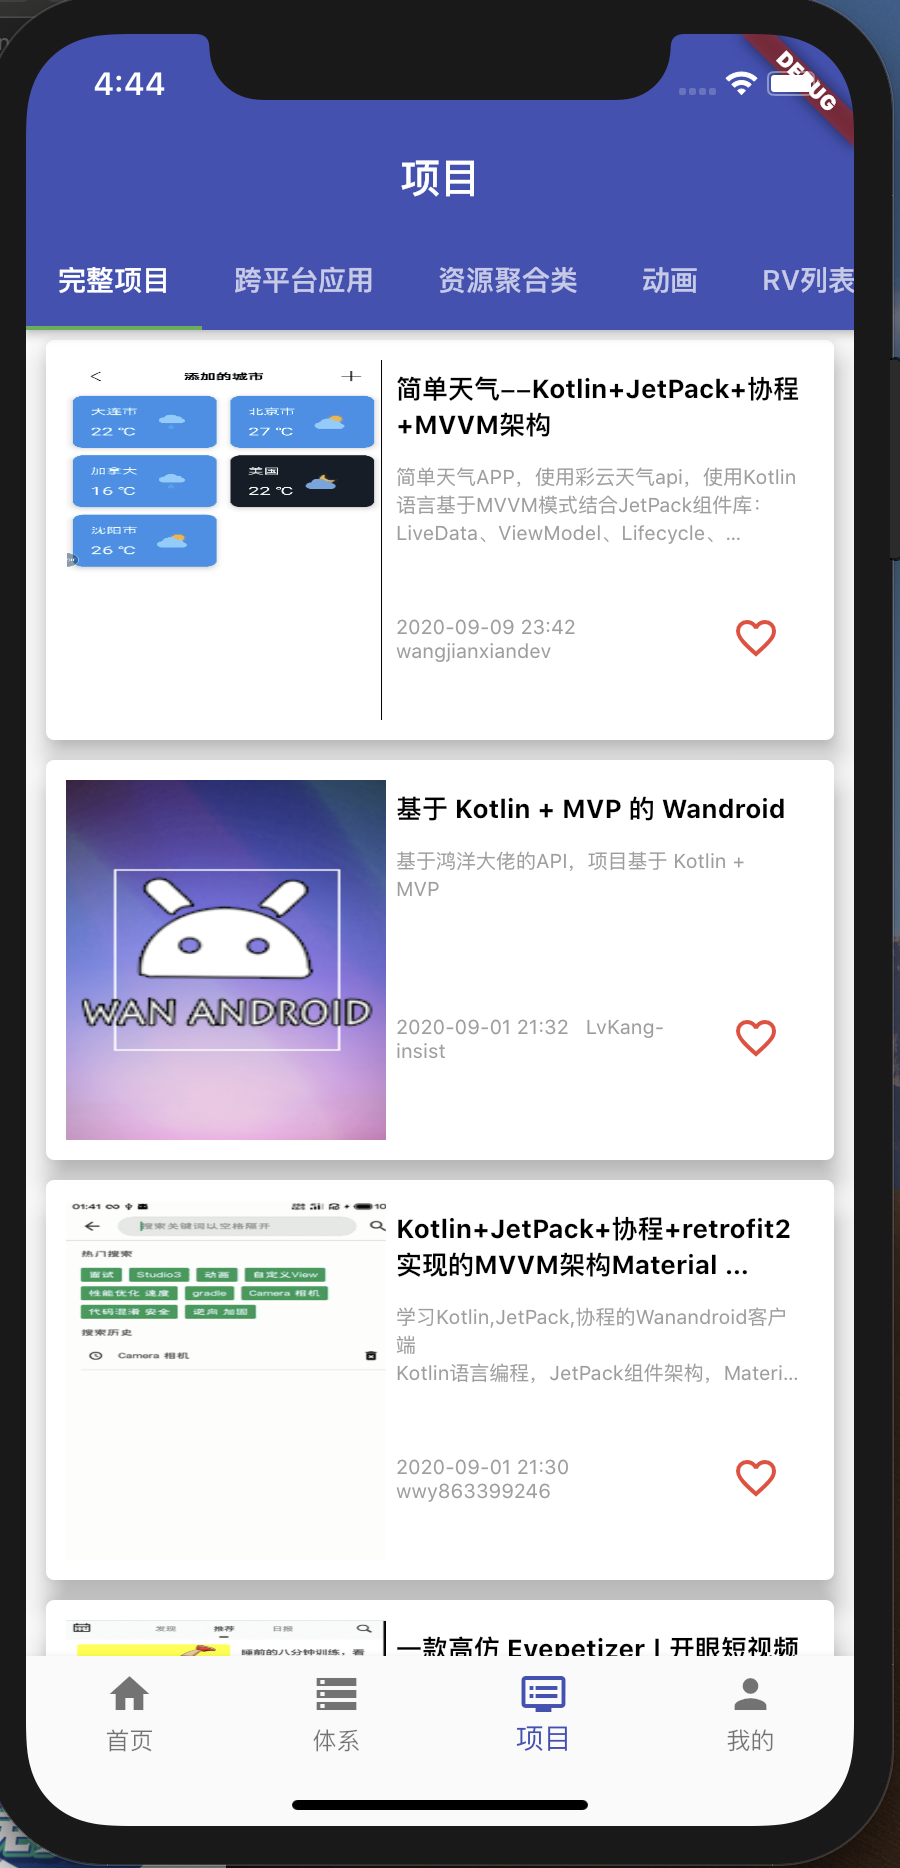 4:44
DEBUG
项目
完整项目 跨平台应用 资源聚合类 动画 RV列表
添加的城市
大连市
22 ℃
北京市
27 ℃
加拿大
16 ℃
美国
22 ℃
沈阳市
26 ℃
简单天气––Kotlin+JetPack+协程
+MVVM架构
简单天气APP，使用彩云天气api，使用Kotlin
语言基于MVVM模式结合JetPack组件库：
LiveData、ViewModel、Lifecycle、...
2020-09-09 23:42
wangjianxiandev
WAN ANDROID
基于 Kotlin + MVP 的 Wandroid
基于鸿洋大佬的API，项目基于 Kotlin +
MVP
2020-09-01 21:32 LvKang-
insist
01:41
搜索关键词以空格隔开
热门搜索
面试 Studio3 动画 自定义View
性能优化 速度 gradle Camera 相机
代码混淆 安全 逆向 加固
搜索历史
Camera 相机
Kotlin+JetPack+协程+retrofit2
实现的MVVM架构Material ...
学习Kotlin,JetPack,协程的Wanandroid客户
端
Kotlin语言编程，JetPack组件架构，Materi...
2020-09-01 21:30
wwy863399246
发现 推荐 日报
睡前的八分钟训练，看
一款高仿 Eyepetizer | 开眼短视频
首页 体系 项目 我的